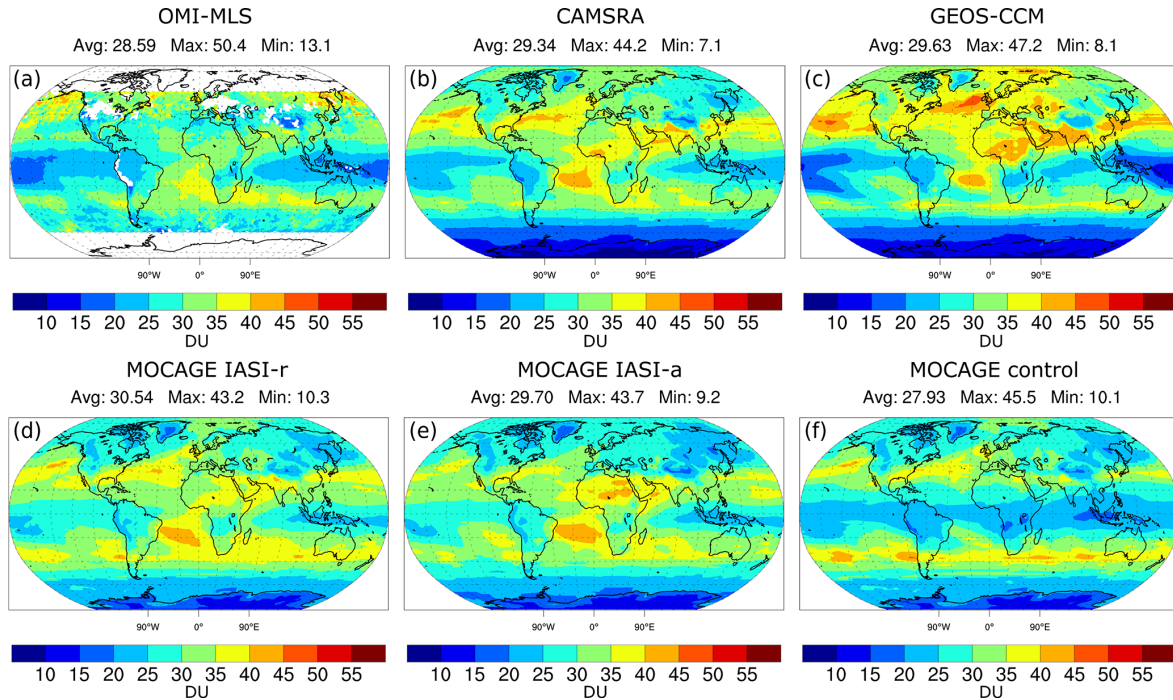 OMI-MLS
Avg: 28.59 Max: 50.4 Min: 13.1
(a)
90°W 0° 90°E
10 15 20 25 30 35 40 45 50 55
DU
CAMSRA
Avg: 29.34 Max: 44.2 Min: 7.1
(b)
90°W 0° 90°E
10 15 20 25 30 35 40 45 50 55
DU
GEOS-CCM
Avg: 29.63 Max: 47.2 Min: 8.1
(c)
90°W 0° 90°E
10 15 20 25 30 35 40 45 50 55
DU
MOCAGE IASI-r
Avg: 30.54 Max: 43.2 Min: 10.3
(d)
90°W 0° 90°E
10 15 20 25 30 35 40 45 50 55
DU
MOCAGE IASI-a
Avg: 29.70 Max: 43.7 Min: 9.2
(e)
90°W 0° 90°E
10 15 20 25 30 35 40 45 50 55
DU
MOCAGE control
Avg: 27.93 Max: 45.5 Min: 10.1
(f)
90°W 0° 90°E
10 15 20 25 30 35 40 45 50 55
DU